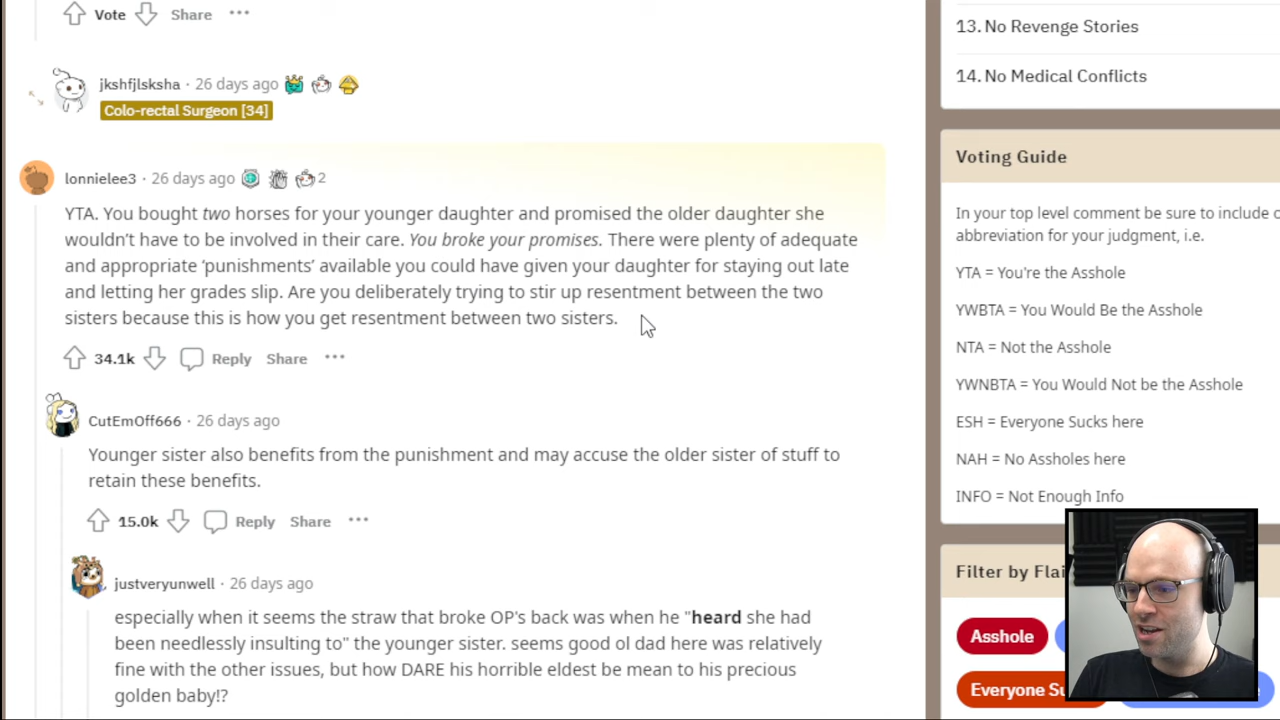 Vote Share ···
jkshfjlsksha · 26 days ago
Colo-rectal Surgeon [34]
lonnielee3 · 26 days ago 2
YTA. You bought two horses for your younger daughter and promised the older daughter she
wouldn't have to be involved in their care. You broke your promises. There were plenty of adequate
and appropriate ‘punishments’ available you could have given your daughter for staying out late
and letting her grades slip. Are you deliberately trying to stir up resentment between the two
sisters because this is how you get resentment between two sisters.
34.1k Reply Share ···
CutEmOff666 · 26 days ago
Younger sister also benefits from the punishment and may accuse the older sister of stuff to
retain these benefits.
15.0k Reply Share ···
justveryunwell · 26 days ago
especially when it seems the straw that broke OP's back was when he "heard she had
been needlessly insulting to" the younger sister. seems good ol dad here was relatively
fine with the other issues, but how DARE his horrible eldest be mean to his precious
golden baby!?
13. No Revenge Stories
14. No Medical Conflicts
Voting Guide
In your top level comment be sure to include
abbreviation for your judgment, i.e.
YTA = You're the Asshole
YWBTA = You Would Be the Asshole
NTA = Not the Asshole
YWNBTA = You Would Not be the Asshole
ESH = Everyone Sucks here
NAH = No Assholes here
INFO = Not Enough Info
Filter by Flai
Asshole
Everyone Su